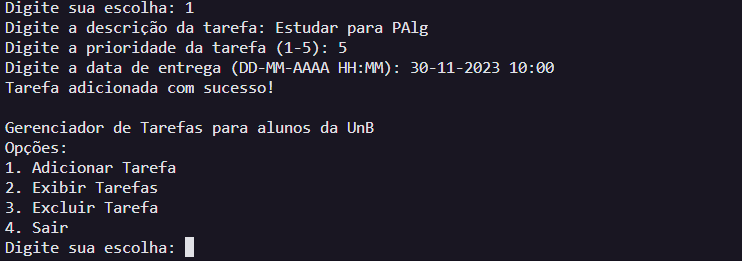 Digite sua escolha: 1
Digite a descrição da tarefa: Estudar para PAlg
Digite a prioridade da tarefa (1-5): 5
Digite a data de entrega (DD-MM-AAAA HH:MM): 30-11-2023 10:00
Tarefa adicionada com sucesso!

Gerenciador de Tarefas para alunos da UnB
Opções:
1. Adicionar Tarefa
2. Exibir Tarefas
3. Excluir Tarefa
4. Sair
Digite sua escolha: